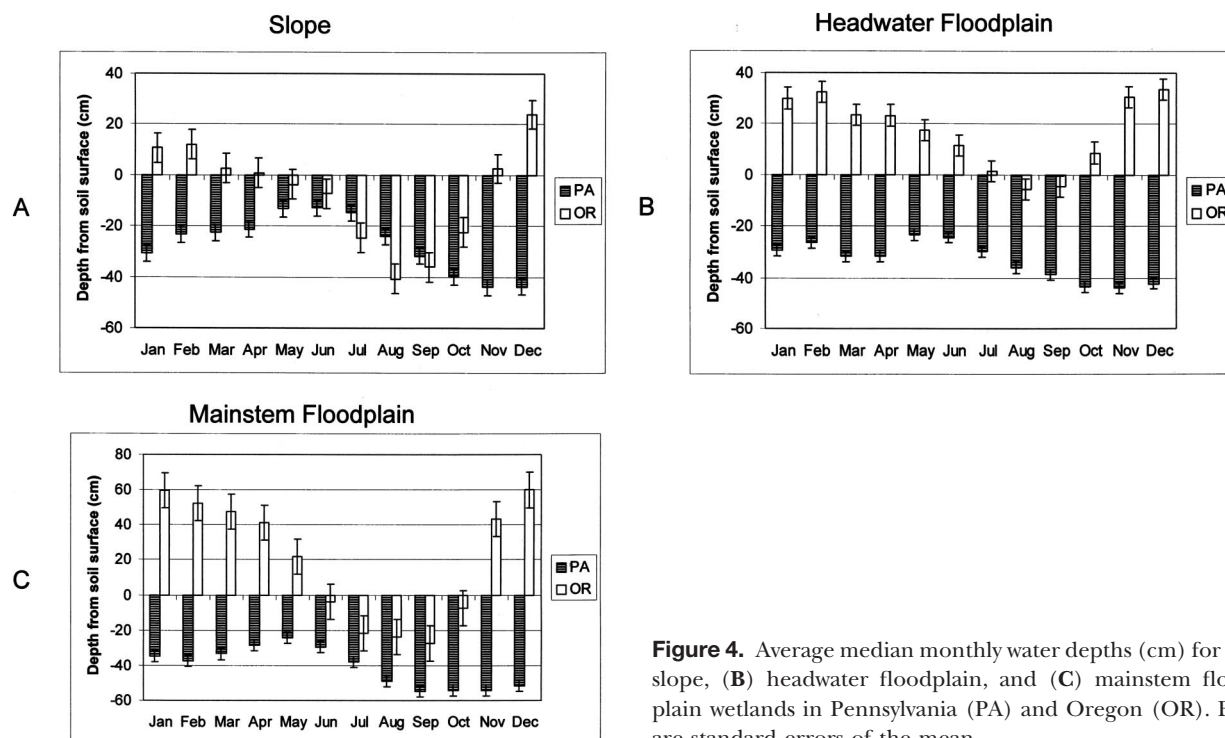 Slope
Depth from soil surface (cm)
40
20
0
-20
-40
-60
Jan Feb Mar Apr May Jun Jul Aug Sep Oct Nov Dec
PA
OR
A
Headwater Floodplain
Depth from soil surface (cm)
40
20
0
-20
-40
-60
Jan Feb Mar Apr May Jun Jul Aug Sep Oct Nov Dec
PA
OR
B
Mainstem Floodplain
Depth from soil surface (cm)
80
60
40
20
0
-20
-40
-60
Jan Feb Mar Apr May Jun Jul Aug Sep Oct Nov Dec
PA
OR
C
Figure 4. Average median monthly water depths (cm) for
slope, (B) headwater floodplain, and (C) mainstem flo
plain wetlands in Pennsylvania (PA) and Oregon (OR).
are standard errors of the mean